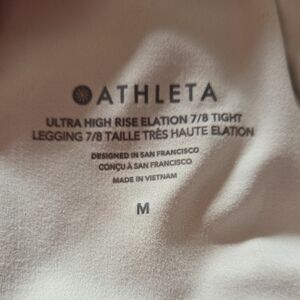 ATHLETA
ULTRA HIGH RISE ELATION 7/8 TIGHT
LEGGING 7/8 TAILLE TRÈS HAUTE ELATION
DESIGNED IN SAN FRANCISCO
CONÇU À SAN FRANCISCO
MADE IN VIETNAM
M